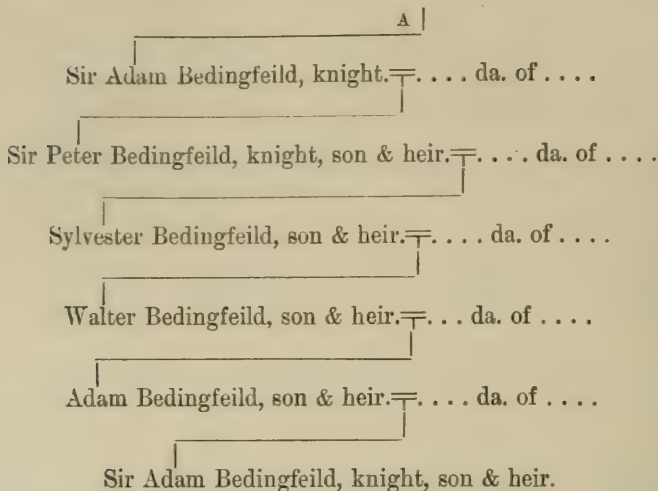 A
Sir Adam Bedingfeild, knight.=. . . . da. of . . . .
Sir Peter Bedingfeild, knight, son & heir.=. . . . da. of . . . .
Sylvester Bedingfeild, son & heir.=. . . . da. of . . . .
Walter Bedingfeild, son & heir.=. . . da. of . . . .
Adam Bedingfeild, son & heir.=. . . . da. of . . . .
Sir Adam Bedingfeild, knight, son & heir.